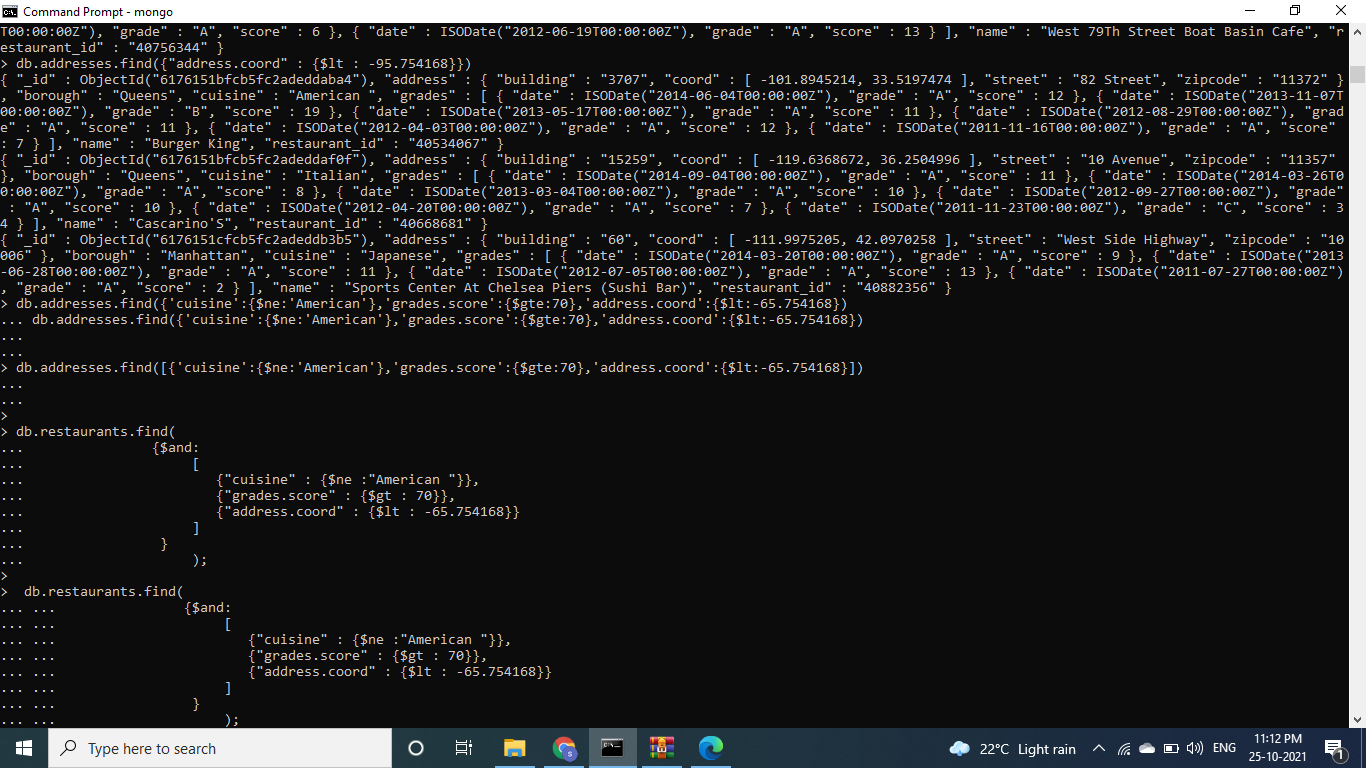 Command Prompt - mongo
T00:00:00Z"), "grade" : "A", "score" : 6 }, { "date" : ISODate("2012-06-19T00:00:00Z"), "grade" : "A", "score" : 13 } ], "name" : "West 79Th Street Boat Basin Cafe", "r
estaurant_id" : "40756344" }
> db.addresses.find({"address.coord" : {$lt : -95.754168}})
{ "_id" : ObjectId("6176151bfcb5fc2adeddaba4"), "address" : { "building" : "3707", "coord" : [ -101.8945214, 33.5197474 ], "street" : "82 Street", "zipcode" : "11372" }
, "borough" : "Queens", "cuisine" : "American ", "grades" : [ { "date" : ISODate("2014-06-04T00:00:00Z"), "grade" : "A", "score" : 12 }, { "date" : ISODate("2013-11-07T
00:00:00Z"), "grade" : "B", "score" : 19 }, { "date" : ISODate("2013-05-17T00:00:00Z"), "grade" : "A", "score" : 11 }, { "date" : ISODate("2012-08-29T00:00:00Z"), "grad
e" : "A", "score" : 11 }, { "date" : ISODate("2012-04-03T00:00:00Z"), "grade" : "A", "score" : 12 }, { "date" : ISODate("2011-11-16T00:00:00Z"), "grade" : "A", "score"
: 7 } ], "name" : "Burger King", "restaurant_id" : "40534067" }
{ "_id" : ObjectId("6176151bfcb5fc2adeddaf0f"), "address" : { "building" : "15259", "coord" : [ -119.6368672, 36.2504996 ], "street" : "10 Avenue", "zipcode" : "11357"
}, "borough" : "Queens", "cuisine" : "Italian", "grades" : [ { "date" : ISODate("2014-09-04T00:00:00Z"), "grade" : "A", "score" : 11 }, { "date" : ISODate("2014-03-26T0
0:00:00Z"), "grade" : "A", "score" : 8 }, { "date" : ISODate("2013-03-04T00:00:00Z"), "grade" : "A", "score" : 10 }, { "date" : ISODate("2012-09-27T00:00:00Z"), "grade"
: "A", "score" : 10 }, { "date" : ISODate("2012-04-20T00:00:00Z"), "grade" : "A", "score" : 7 }, { "date" : ISODate("2011-11-23T00:00:00Z"), "grade" : "C", "score" : 3
4 } ], "name" : "Cascarino'S", "restaurant_id" : "40668681" }
{ "_id" : ObjectId("6176151cfcb5fc2adeddb3b5"), "address" : { "building" : "60", "coord" : [ -111.9975205, 42.0970258 ], "street" : "West Side Highway", "zipcode" : "10
006" }, "borough" : "Manhattan", "cuisine" : "Japanese", "grades" : [ { "date" : ISODate("2014-03-20T00:00:00Z"), "grade" : "A", "score" : 9 }, { "date" : ISODate("2013
-06-28T00:00:00Z"), "grade" : "A", "score" : 11 }, { "date" : ISODate("2012-07-05T00:00:00Z"), "grade" : "A", "score" : 13 }, { "date" : ISODate("2011-07-27T00:00:00Z")
, "grade" : "A", "score" : 2 } ], "name" : "Sports Center At Chelsea Piers (Sushi Bar)", "restaurant_id" : "40882356" }
> db.addresses.find({'cuisine':{$ne:'American'},grades.score':{$gte:70},'address.coord':{$lt:-65.754168})
... db.addresses.find({'cuisine':{$ne:'American'},'grades.score':{$gte:70},'address.coord':{$lt:-65.754168})
...
...
> db.addresses.find([{'cuisine':{$ne:'American'},'grades.score':{$gte:70},'address.coord':{$lt:-65.754168}])
...
...
>
> db.restaurants.find(
... {$and:
... [
... {"cuisine" : {$ne :"American "}},
... {"grades.score" : {$gt : 70}},
... {"address.coord" : {$lt : -65.754168}}
... ]
... }
... );
>
> db.restaurants.find(
... ... {$and:
... ... [
... ... {"cuisine" : {$ne :"American "}},
... ... {"grades.score" : {$gt : 70}},
... ... {"address.coord" : {$lt : -65.754168}}
... ... ]
... ... }
... ... );
Type here to search
22°C Light rain
ENG
11:12 PM
25-10-2021
1